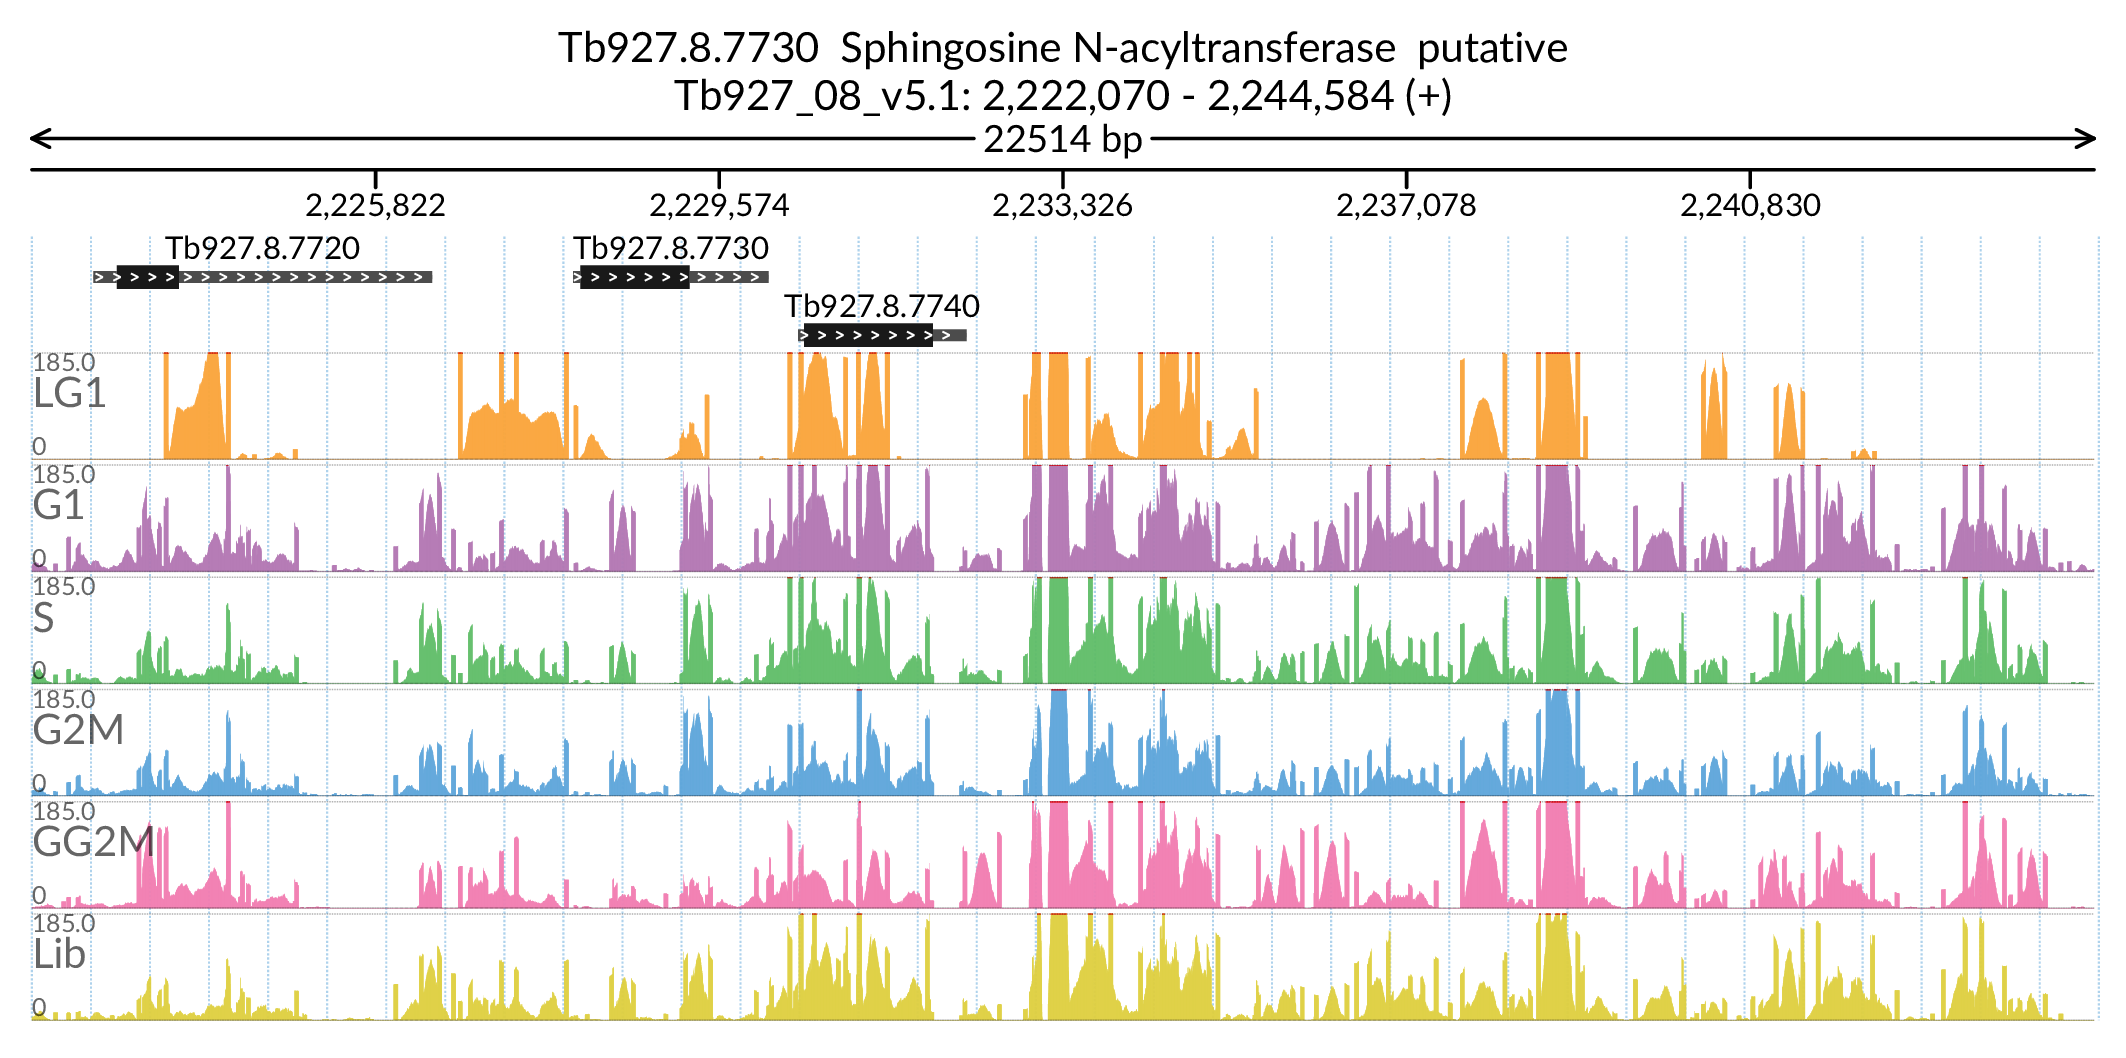 Tb927.8.7730 Sphingosine N-acyltransferase putative
Tb927_08_v5.1: 2,222,070 - 2,244,584 (+)
22514 bp
2,225,822 2,229,574 2,233,326 2,237,078 2,240,830
Tb927.8.7720 Tb927.8.7730
Tb927.8.7740
185.0
LG1
0
185.0
G1
0
185.0
S
0
185.0
G2M
0
185.0
GG2M
0
185.0
Lib
0